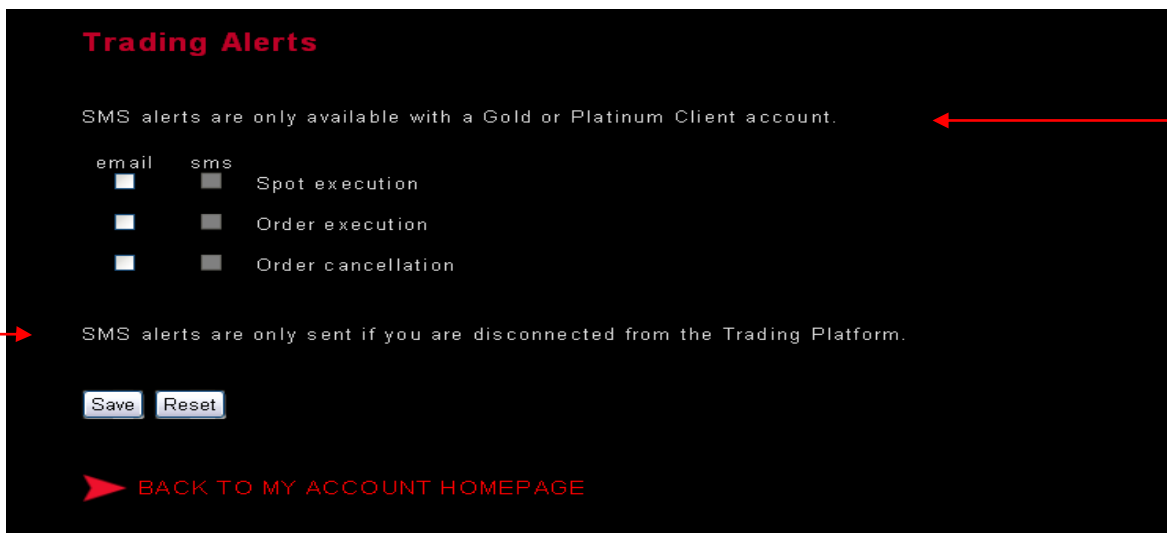 Trading Alerts
SMS alerts are only available with a Gold or Platinum Client account.
email sms
Spot execution
Order execution
Order cancellation
SMS alerts are only sent if you are disconnected from the Trading Platform.
Save Reset
BACK TO MY ACCOUNT HOMEPAGE